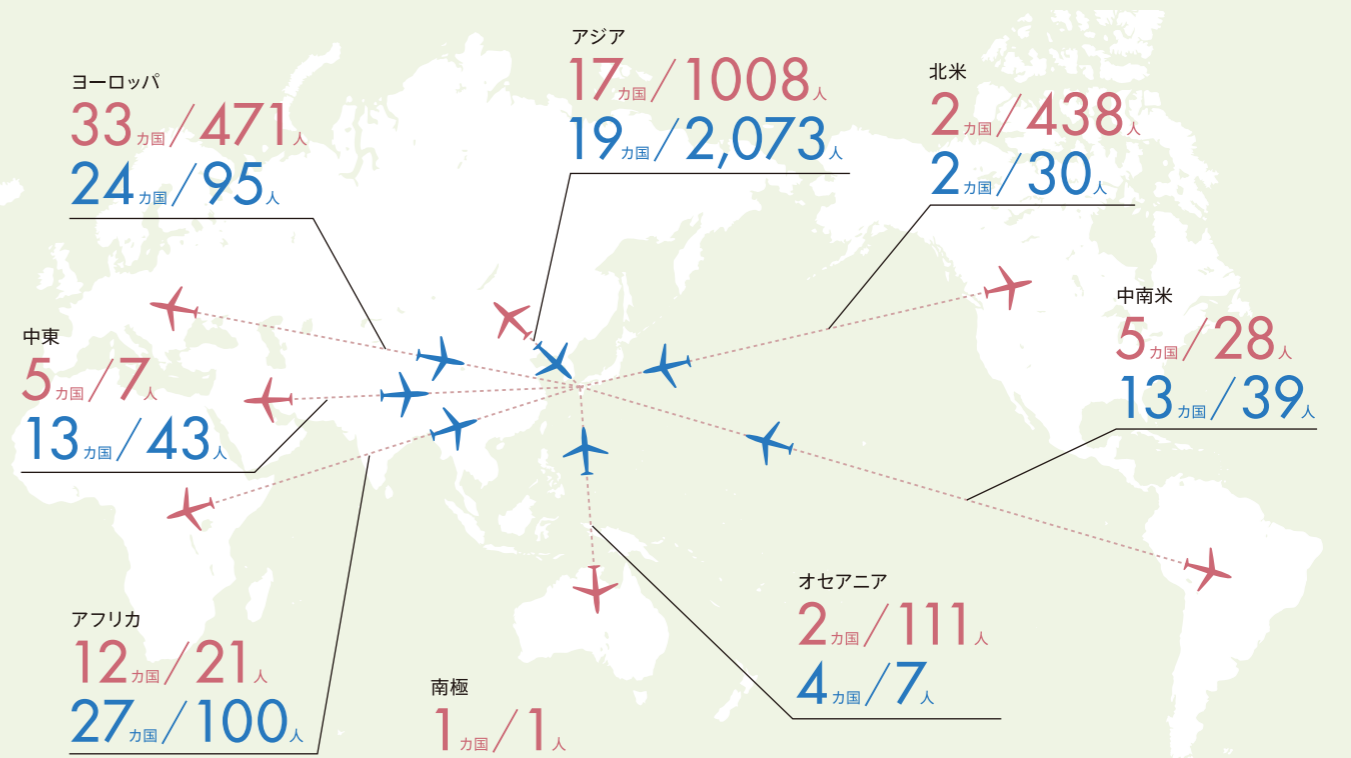 アジア
17カ国/1008人
19カ国/2,073人
ヨーロッパ
33カ国/471人
24カ国/95人
北米
2カ国/438人
2カ国/30人
中東
5カ国/7人
13カ国/43人
中南米
5カ国/28人
13カ国/39人
アフリカ
12カ国/21人
27カ国/100人
南極
1カ国/1人
オセアニア
2カ国/111人
4カ国/7人